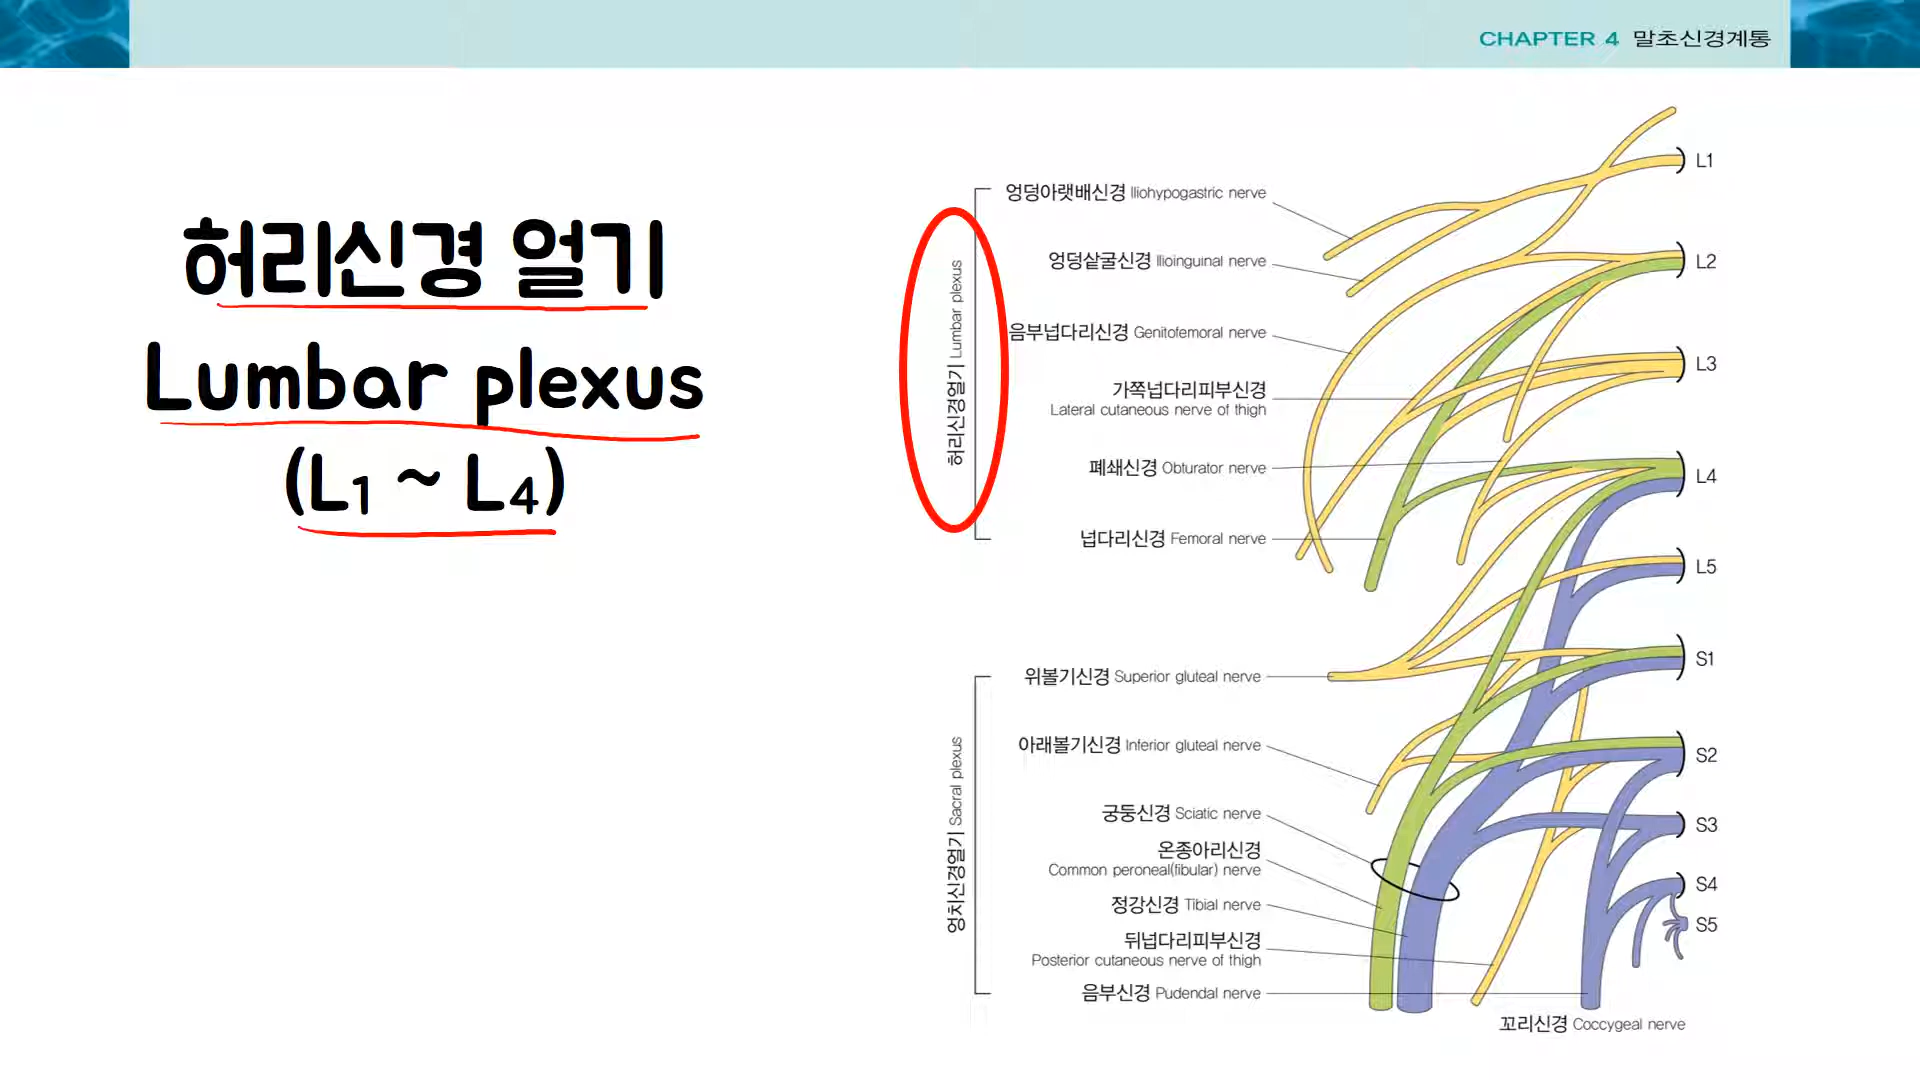 CHAPTER 4 말초신경계통
허리신경 얼기
Lumbar plexus
(L1 ~ L4)
허리신경얼기 Lumbar plexus
엉덩아랫배신경 Iliohypogastric nerve
엉덩샅굴신경 Ilioinguinal nerve
음부넙다리신경 Genitofemoral nerve
가쪽넙다리피부신경
Lateral cutaneous nerve of thigh
폐쇄신경 Obturator nerve
넙다리신경 Femoral nerve
엉치신경얼기 Sacral plexus
위볼기신경 Superior gluteal nerve
아래볼기신경 Inferior gluteal nerve
궁둥신경 Sciatic nerve
온종아리신경
Common peroneal(fibular) nerve
정강신경 Tibial nerve
뒤넙다리피부신경
Posterior cutaneous nerve of thigh
음부신경 Pudendal nerve
L1
L2
L3
L4
L5
S1
S2
S3
S4
S5
꼬리신경 Coccygeal nerve